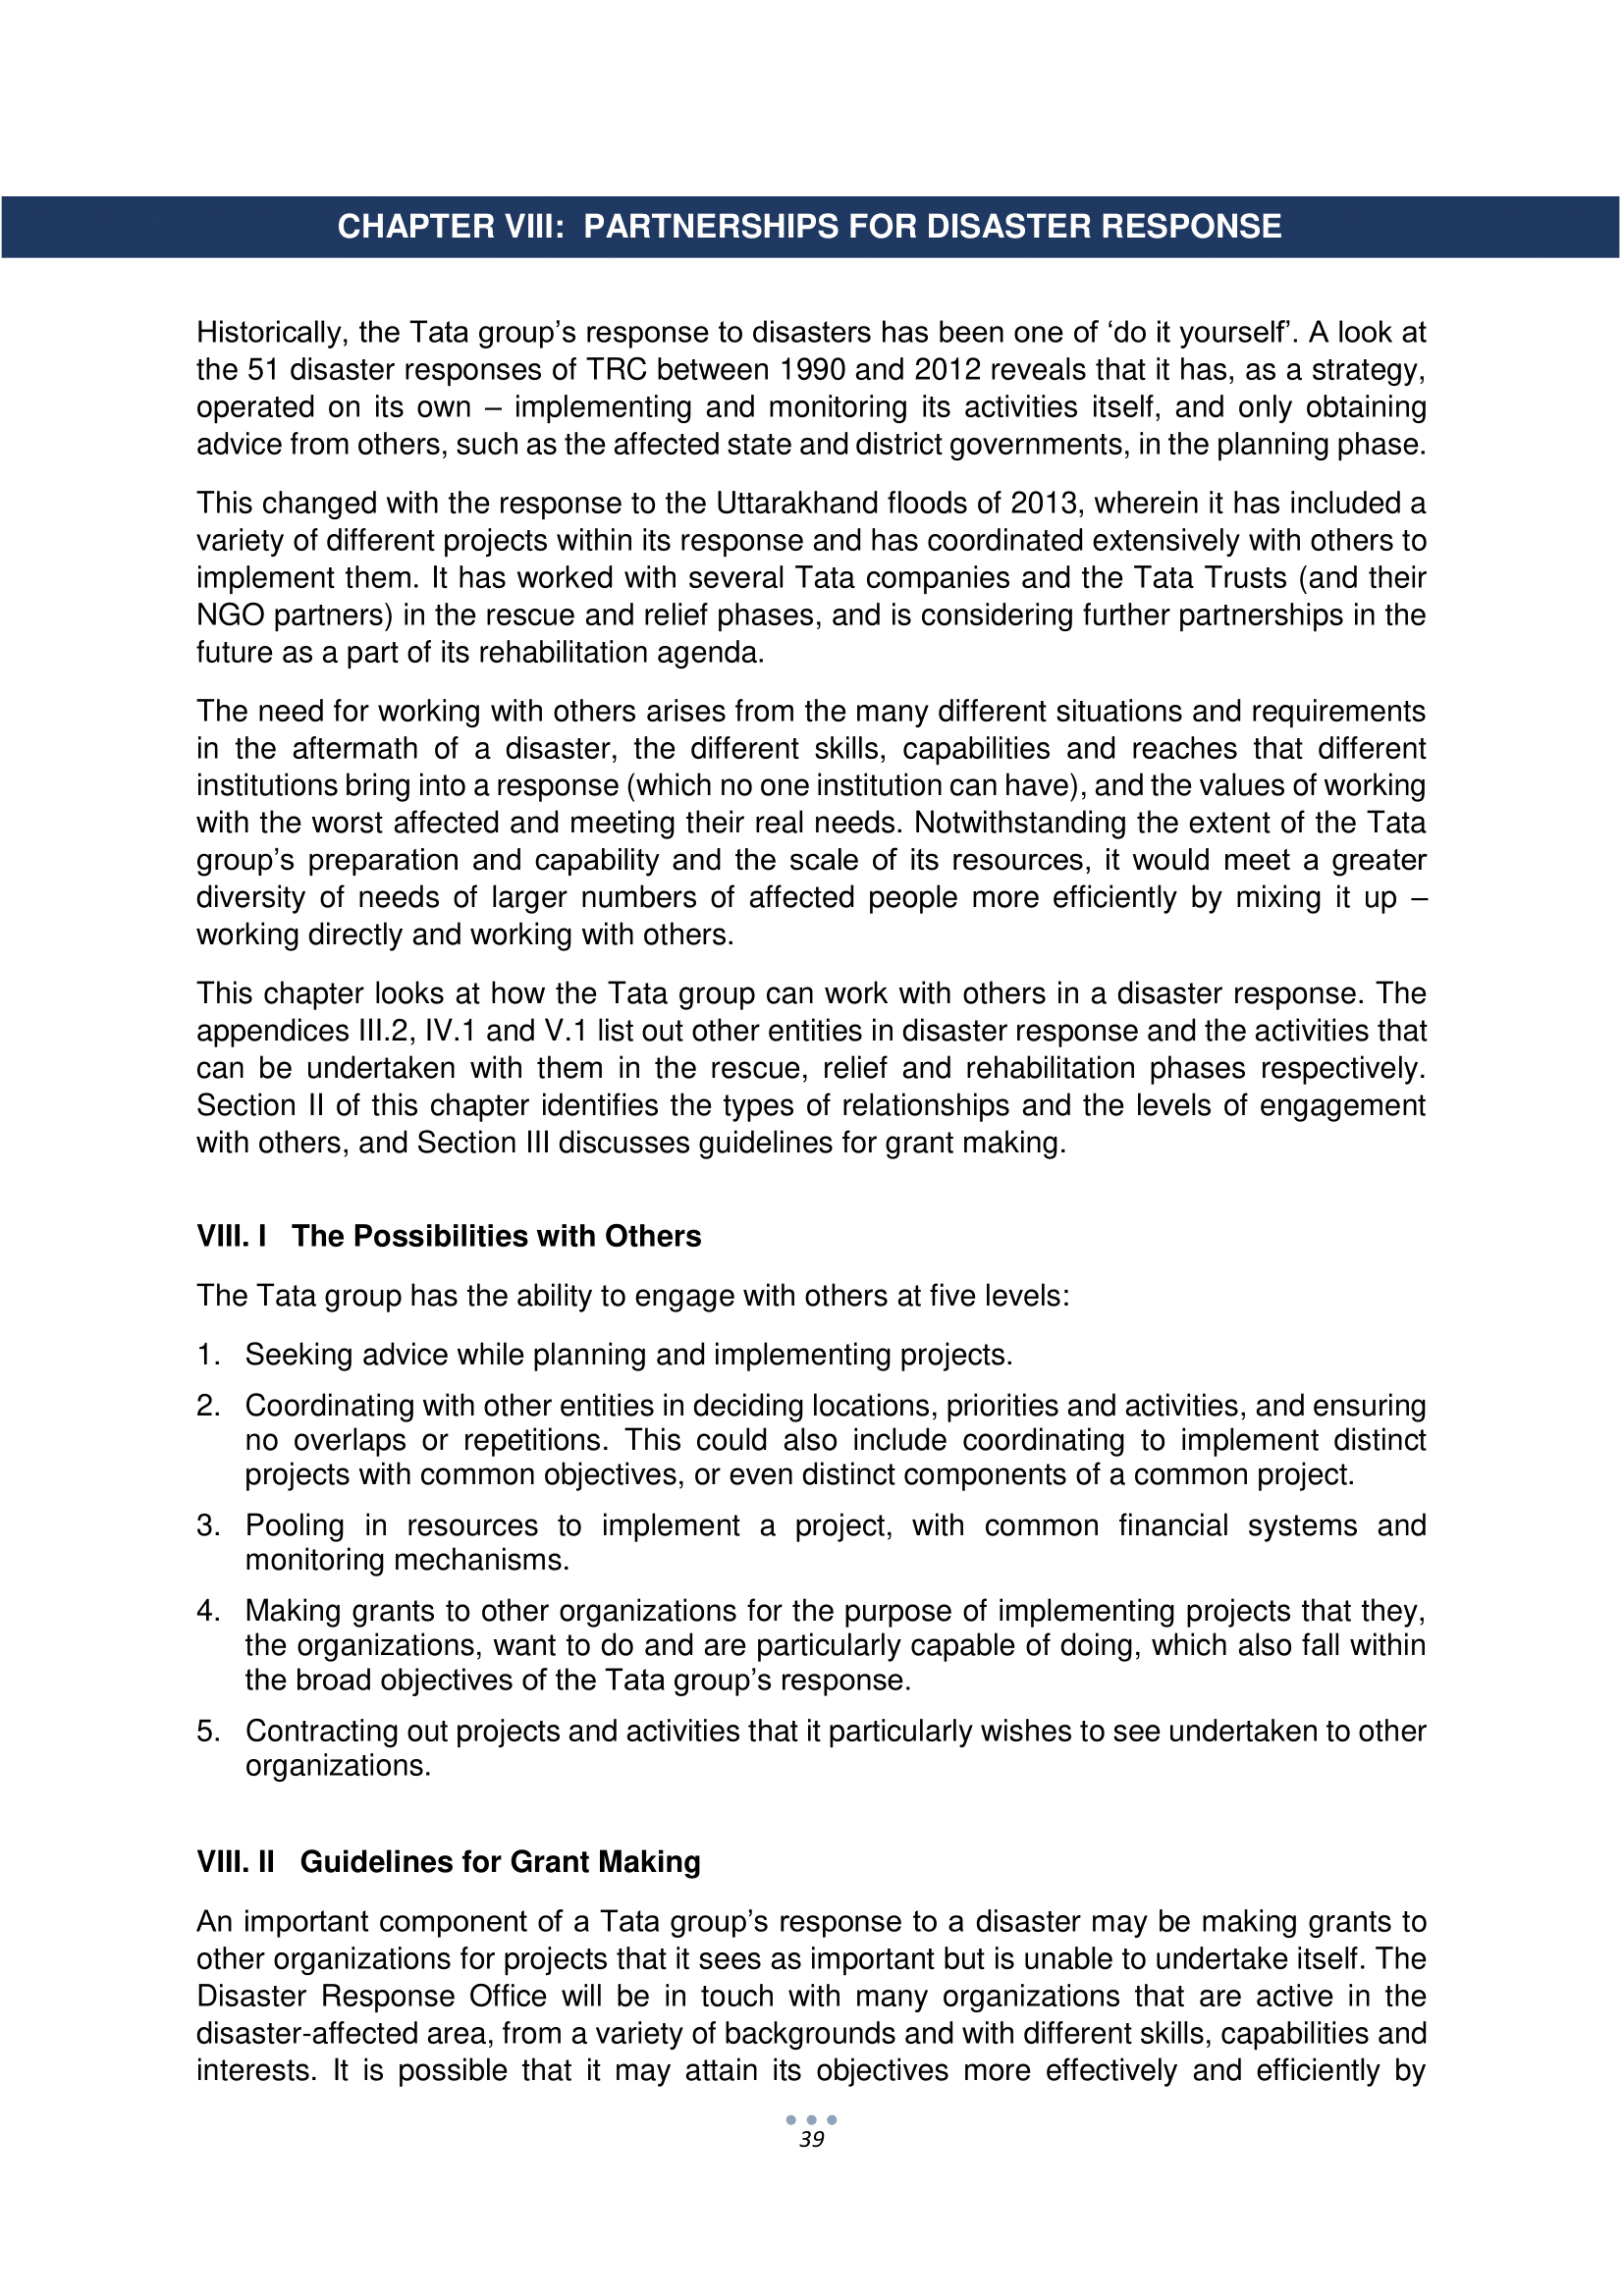 CHAPTER VIII: PARTNERSHIPS FOR DISASTER RESPONSE
Historically, the Tata group’s response to disasters has been one of ‘do it yourself’. A look at
the 51 disaster responses of TRC between 1990 and 2012 reveals that it has, as a strategy,
operated on its own – implementing and monitoring its activities itself, and only obtaining
advice from others, such as the affected state and district governments, in the planning phase.
This changed with the response to the Uttarakhand floods of 2013, wherein it has included a
variety of different projects within its response and has coordinated extensively with others to
implement them. It has worked with several Tata companies and the Tata Trusts (and their
NGO partners) in the rescue and relief phases, and is considering further partnerships in the
future as a part of its rehabilitation agenda.
The need for working with others arises from the many different situations and requirements
in the aftermath of a disaster, the different skills, capabilities and reaches that different
institutions bring into a response (which no one institution can have), and the values of working
with the worst affected and meeting their real needs. Notwithstanding the extent of the Tata
group’s preparation and capability and the scale of its resources, it would meet a greater
diversity of needs of larger numbers of affected people more efficiently by mixing it up –
working directly and working with others.
This chapter looks at how the Tata group can work with others in a disaster response. The
appendices III.2, IV.1 and V.1 list out other entities in disaster response and the activities that
can be undertaken with them in the rescue, relief and rehabilitation phases respectively.
Section II of this chapter identifies the types of relationships and the levels of engagement
with others, and Section III discusses guidelines for grant making.
VIII. I The Possibilities with Others
The Tata group has the ability to engage with others at five levels:
1. Seeking advice while planning and implementing projects.
2. Coordinating with other entities in deciding locations, priorities and activities, and ensuring
no overlaps or repetitions. This could also include coordinating to implement distinct
projects with common objectives, or even distinct components of a common project.
3. Pooling in resources to implement a project, with common financial systems and
monitoring mechanisms.
4. Making grants to other organizations for the purpose of implementing projects that they,
the organizations, want to do and are particularly capable of doing, which also fall within
the broad objectives of the Tata group’s response.
5. Contracting out projects and activities that it particularly wishes to see undertaken to other
organizations.
VIII. II Guidelines for Grant Making
An important component of a Tata group’s response to a disaster may be making grants to
other organizations for projects that it sees as important but is unable to undertake itself. The
Disaster Response Office will be in touch with many organizations that are active in the
disaster-affected area, from a variety of backgrounds and with different skills, capabilities and
interests. It is possible that it may attain its objectives more effectively and efficiently by
39